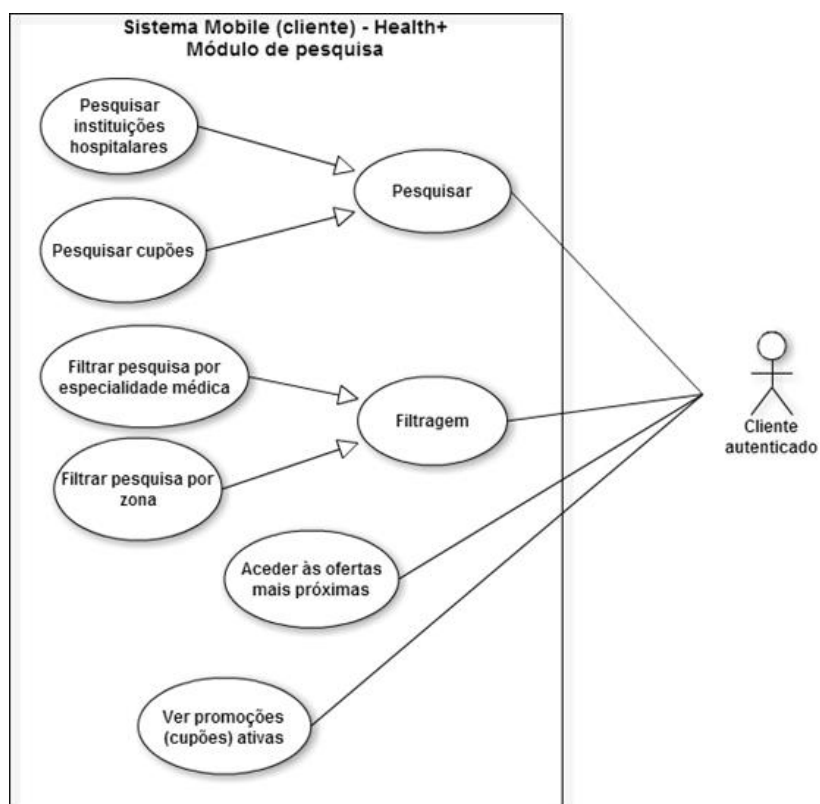 Sistema Mobile (cliente) - Health+
Módulo de pesquisa
Pesquisar
instituições
hospitalares
Pesquisar
Pesquisar cupões
Filtrar pesquisa por
especialidade médica
Filtragem
Filtrar pesquisa por
zona
Cliente
autenticado
Aceder às ofertas
mais próximas
Ver promoções
(cupões) ativas